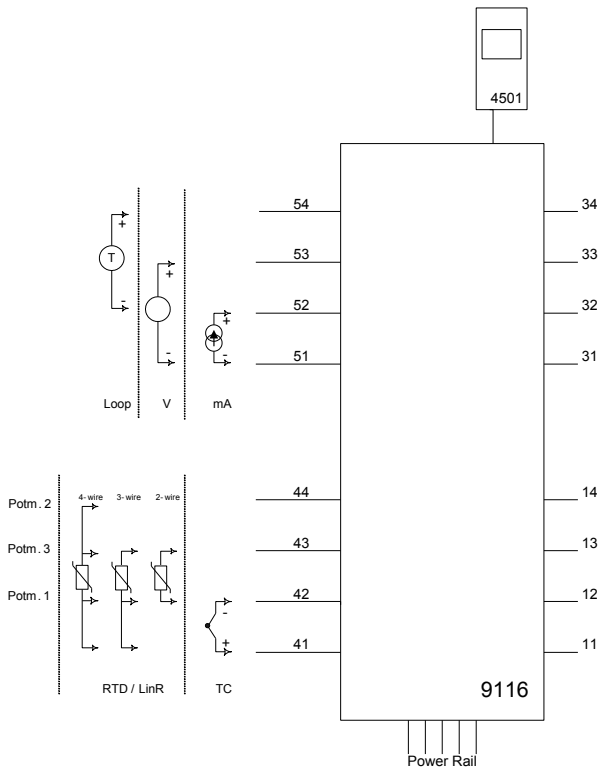 4501
54
34
+
T
53
33
+
-
52
32
+
51
31
-
-
Loop
V
mA
Potm. 2
4- wire
3- wire
2- wire
44
14
Potm. 3
43
13
Potm. 1
42
12
-
+
41
11
RTD / LinR
TC
9116
Power Rail